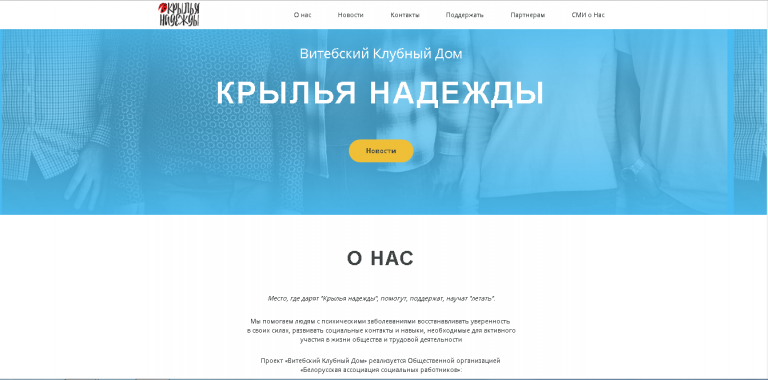 КРЫЛЬЯ
НАДЕЖДЫ
О нас
Новости
Контакты
Поддержать
Партнерам
СМИ о Нас
Витебский Клубный Дом
КРЫЛЬЯ НАДЕЖДЫ
Новости
О НАС
Место, где дарят "Крылья надежды", помогут, поддержат, научат "летать".
Мы помогаем людям с психическими заболеваниями восстанавливать уверенность
в своих силах, развивать социальные контакты и навыки, необходимые для активного
участия в жизни общества и трудовой деятельности
Проект «Витебский Клубный Дом» реализуется Общественной организацией
«Белорусская ассоциация социальных работников»: